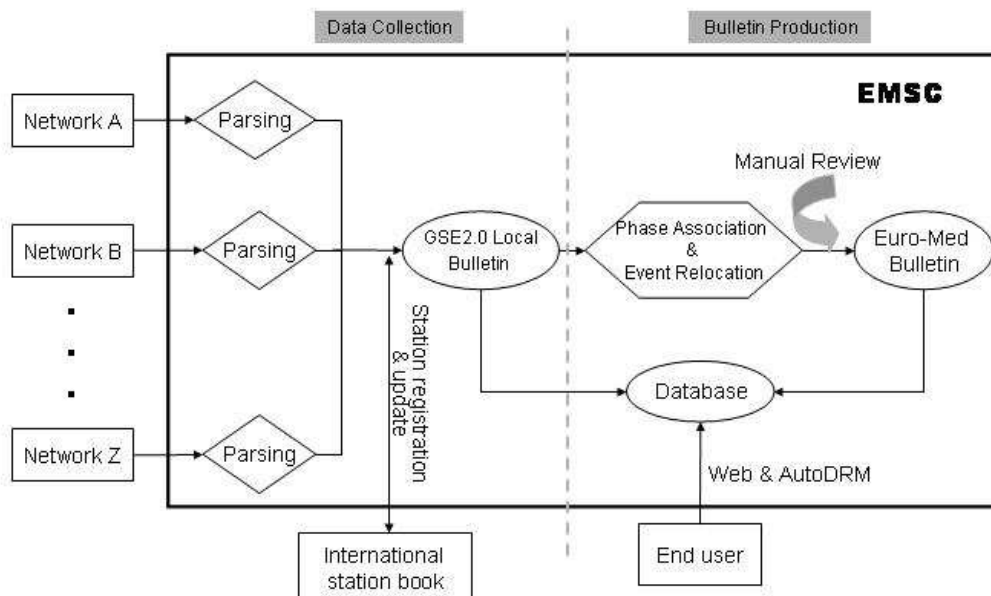 Data Collection
Bulletin Production
EMSC
Network A
Parsing
Manual Review
Network B
Parsing
GSE2.0 Local
Bulletin
Phase Association
&
Event Relocation
Euro-Med
Bulletin
Station registration
& update
Database
Network Z
Parsing
Web & AutoDRM
International
station book
End user